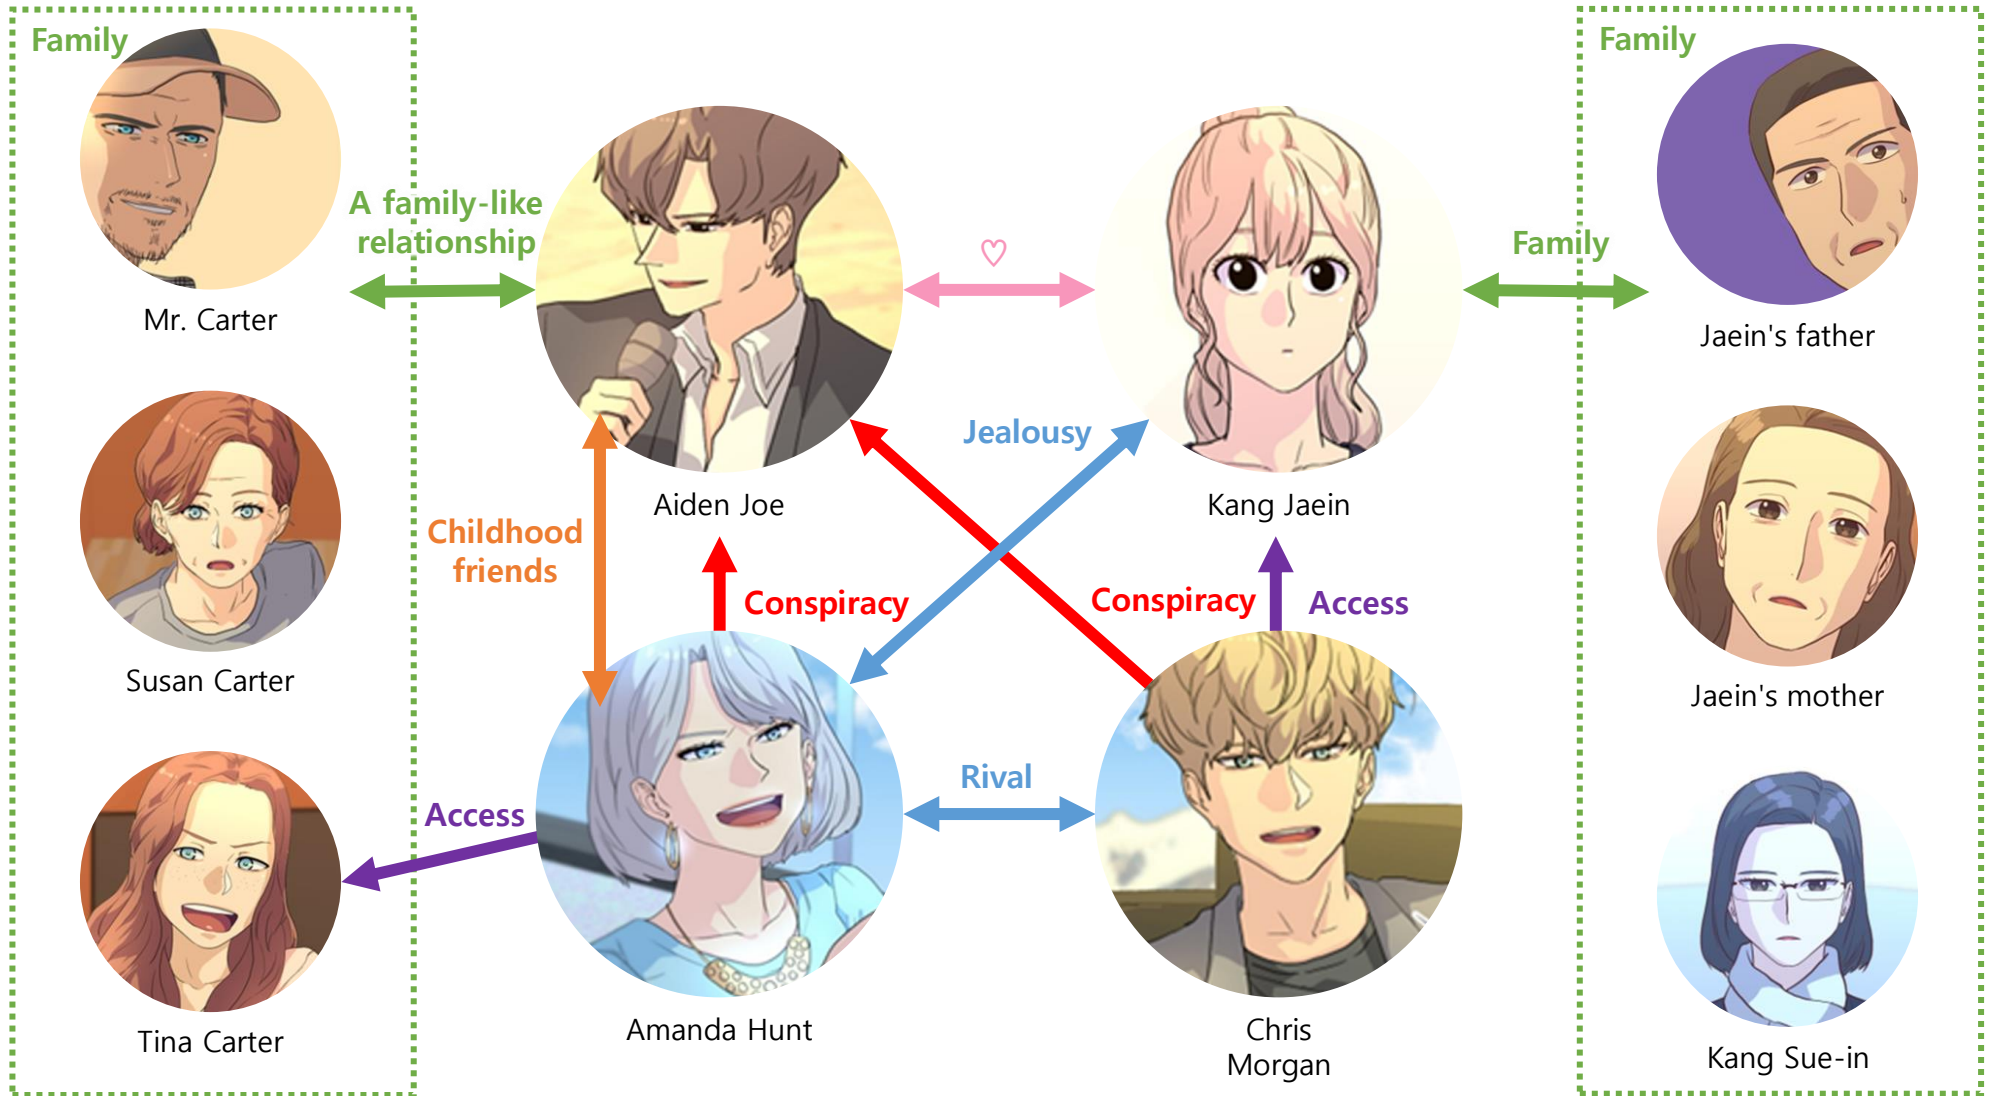 Family
Family
Mr. Carter
A family-like
relationship
♡
Family
Jaein's father
Aiden Joe
Kang Jaein
Jealousy
Childhood
friends
Conspiracy
Conspiracy
Access
Susan Carter
Jaein's mother
Access
Rival
Tina Carter
Amanda Hunt
Chris
Morgan
Kang Sue-in